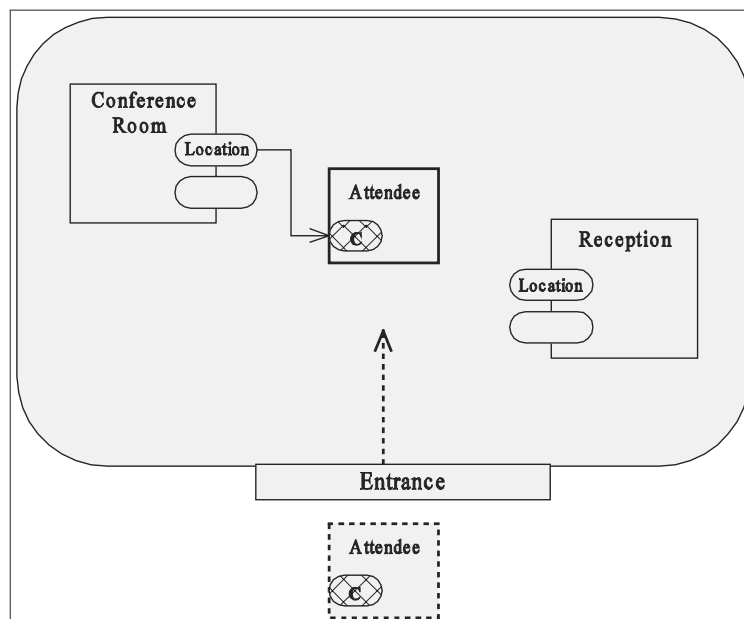 Conference
Room
Location
Attendee
C
Reception
Location
Entrance
Attendee
C